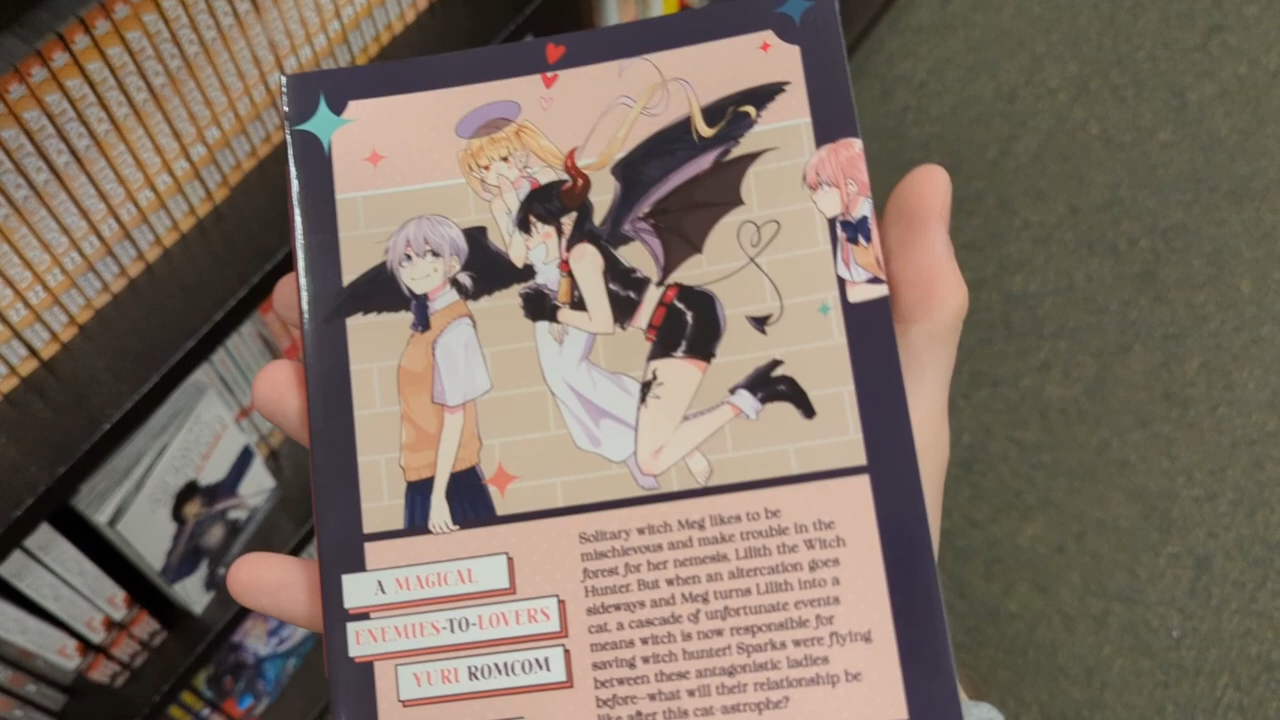 A MAGICAL
ENEMIES-TO-LOVERS
YURI ROMCOM
Solitary witch Meg likes to be
mischievous and make trouble in the
forest for her nemesis, Lilith the Witch
Hunter. But when an altercation goes
sideways and Meg turns Lilith into a
cat, a cascade of unfortunate events
means witch is now responsible for
saving witch hunter! Sparks were flying
between these antagonistic ladies
before—what will their relationship be
like after this cat-astrophe?